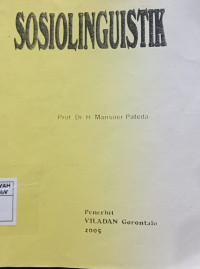 SOSIOLINGUISTIK
Prof. Dr. H. Mansoer Pateda
Penerbit
VILADAN Gorontalo
2005